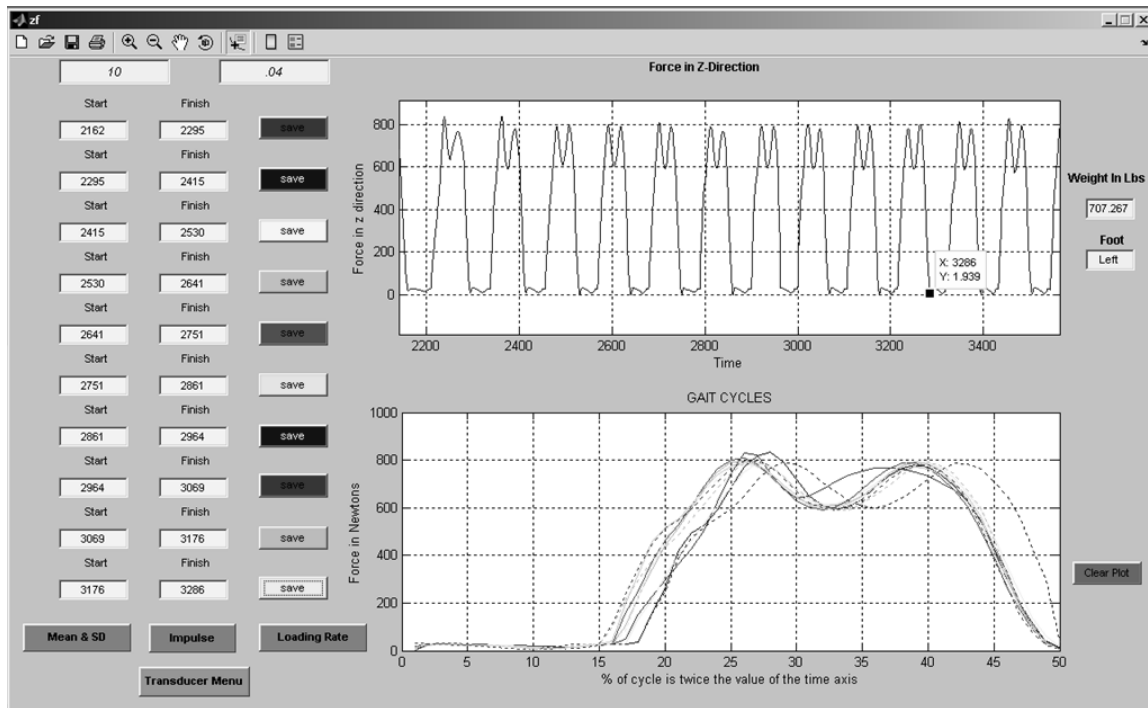 zf
10 .04
Start Finish
2162 2295 save
Start Finish
2295 2415 save
Start Finish
2415 2530 save
Start Finish
2530 2641 save
Start Finish
2641 2751 save
Start Finish
2751 2861 save
Start Finish
2861 2964 save
Start Finish
2964 3069 save
Start Finish
3069 3176 save
Start Finish
3176 3286 save
Mean & SD Impulse Loading Rate
Transducer Menu
Force in Z-Direction
Force in z direction
800
600
400
200
0
X: 3286
Y: 1.939
2200 2400 2600 2800 3000 3200 3400
Time
Weight In Lbs
707.267
Foot
Left
GAIT CYCLES
Force in Newtons
1000
800
600
400
200
0
0 5 10 15 20 25 30 35 40 45 50
% of cycle is twice the value of the time axis
Clear Plot